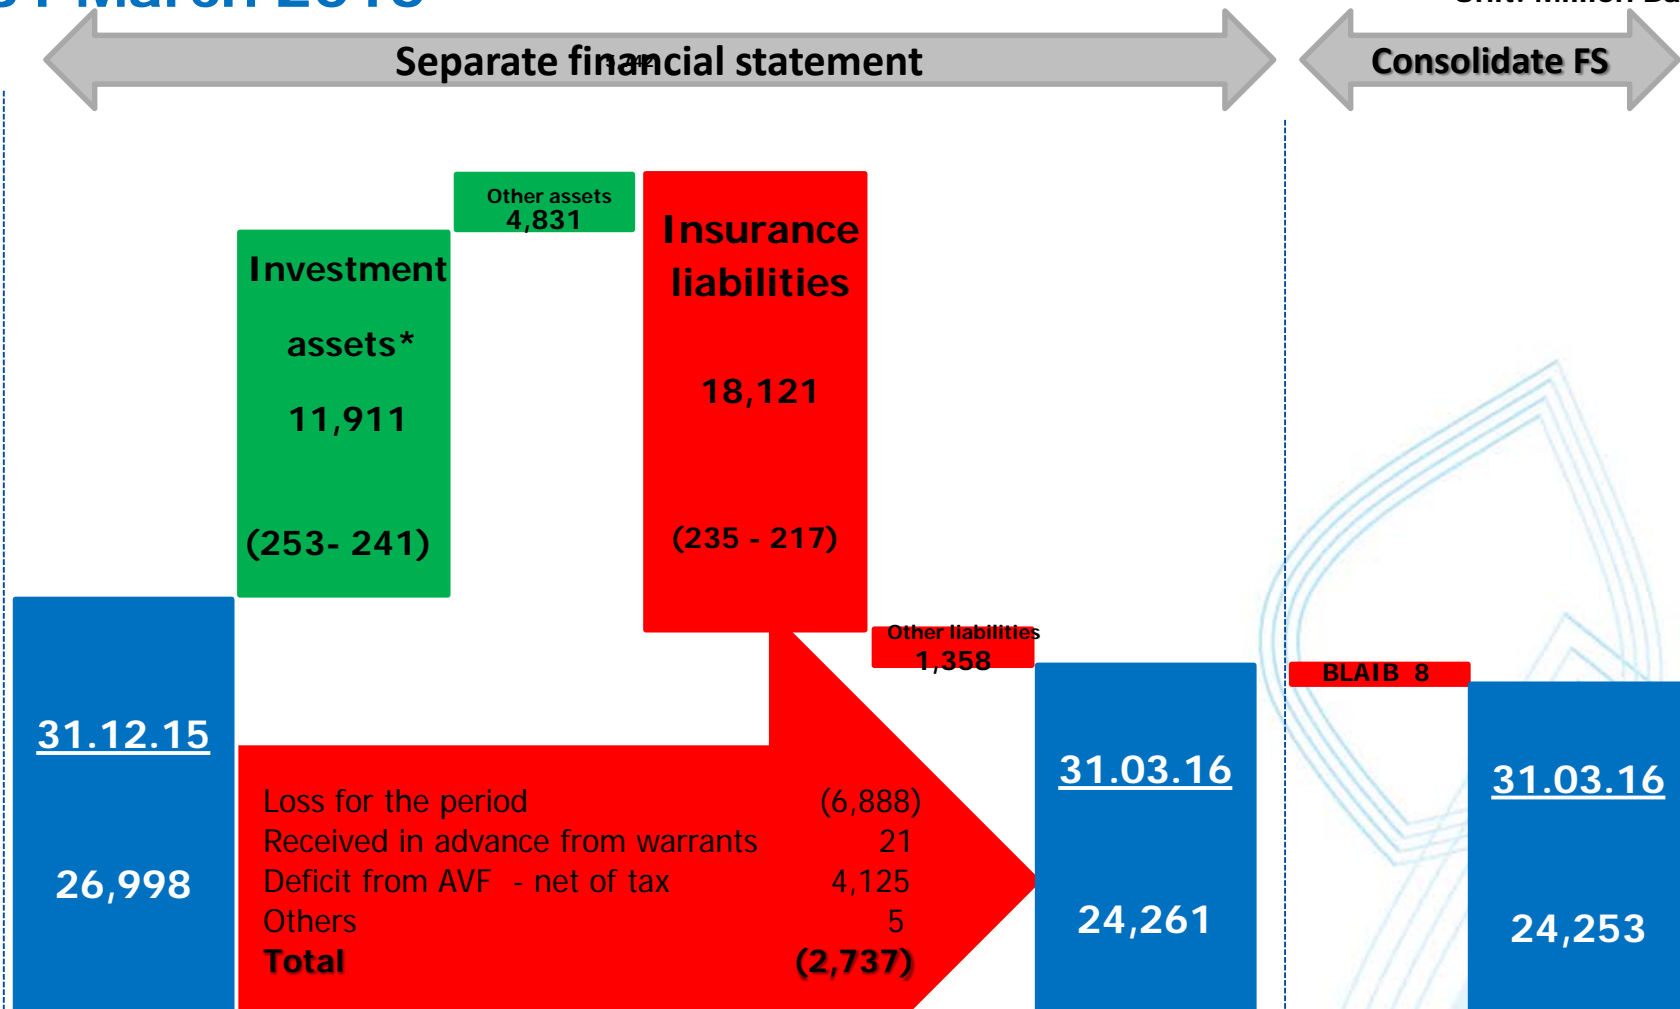 Separate financial statement
Consolidate FS
Other assets
4,831
Insurance
liabilities
18,121
(235 - 217)
Investment
assets*
11,911
(253- 241)
Other liabilities
1,358
BLAIB 8
31.12.15
26,998
Loss for the period (6,888)
Received in advance from warrants 21
Deficit from AVF - net of tax 4,125
Others 5
Total (2,737)
31.03.16
24,261
31.03.16
24,253